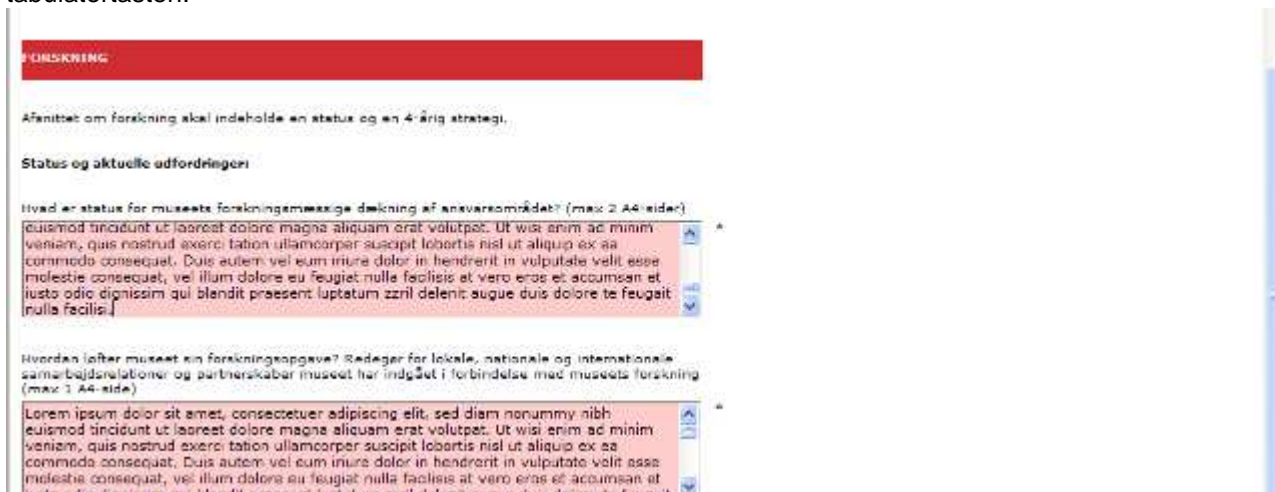 tabulatortasten.
FORSKNING
Afsnittet om forskning skal indeholde en status og en 4-årig strategi.
Status og aktuelle udfordringer:
Hvad er status for museets forskningsmæssige dækning af ansvarsområdet? (max 2 A4-sider)
euismod tincidunt ut laoreet dolore magna aliquam erat volutpat. Ut wisi enim ad minim
veniam, quis nostrud exerci tation ullamcorper suscipit lobortis nisl ut aliquip ex ea
commodo consequat. Duis autem vel eum iriure dolor in hendrerit in vulputate velit esse
molestie consequat, vel illum dolore eu feugiat nulla facilisis at vero eros et accumsan et
iusto odio dignissim qui blandit praesent luptatum zzril delenit augue duis dolore te feugait
nulla facilisi.
*
Hvordan løfter museet sin forskningsopgave? Redegør for lokale, nationale og internationale
samarbejdsrelationer og partnerskaber museet har indgået i forbindelse med museets forskning
(max 1 A4-side)
Lorem ipsum dolor sit amet, consectetuer adipiscing elit, sed diam nonummy nibh
euismod tincidunt ut laoreet dolore magna aliquam erat volutpat. Ut wisi enim ad minim
veniam, quis nostrud exerci tation ullamcorper suscipit lobortis nisl ut aliquip ex ea
commodo consequat. Duis autem vel eum iriure dolor in hendrerit in vulputate velit esse
molestie consequat, vel illum dolore eu feugiat nulla facilisis at vero eros et accumsan et
*